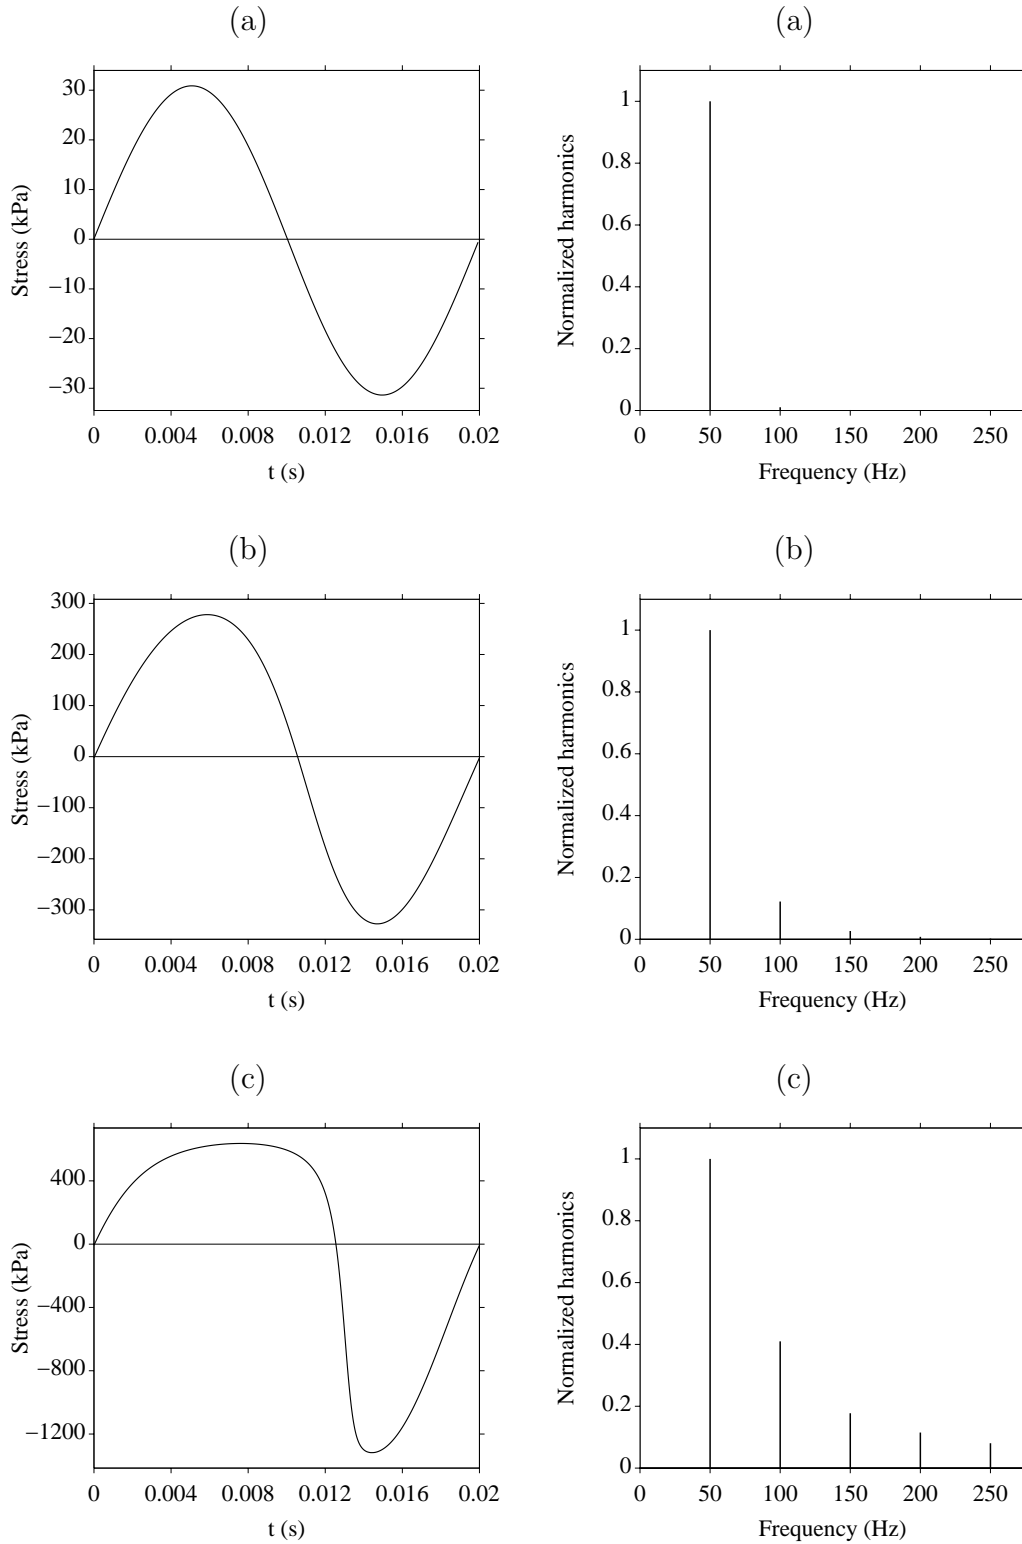 (a)
30
20
10
0
−10
−20
−30
Stress (kPa)
0 0.004 0.008 0.012 0.016 0.02
t (s)
(a)
1
0.8
0.6
0.4
0.2
0
Normalized harmonics
0 50 100 150 200 250
Frequency (Hz)
(b)
300
200
100
0
−100
−200
−300
Stress (kPa)
0 0.004 0.008 0.012 0.016 0.02
t (s)
(b)
1
0.8
0.6
0.4
0.2
0
Normalized harmonics
0 50 100 150 200 250
Frequency (Hz)
(c)
400
0
−400
−800
−1200
Stress (kPa)
0 0.004 0.008 0.012 0.016 0.02
t (s)
(c)
1
0.8
0.6
0.4
0.2
0
Normalized harmonics
0 50 100 150 200 250
Frequency (Hz)